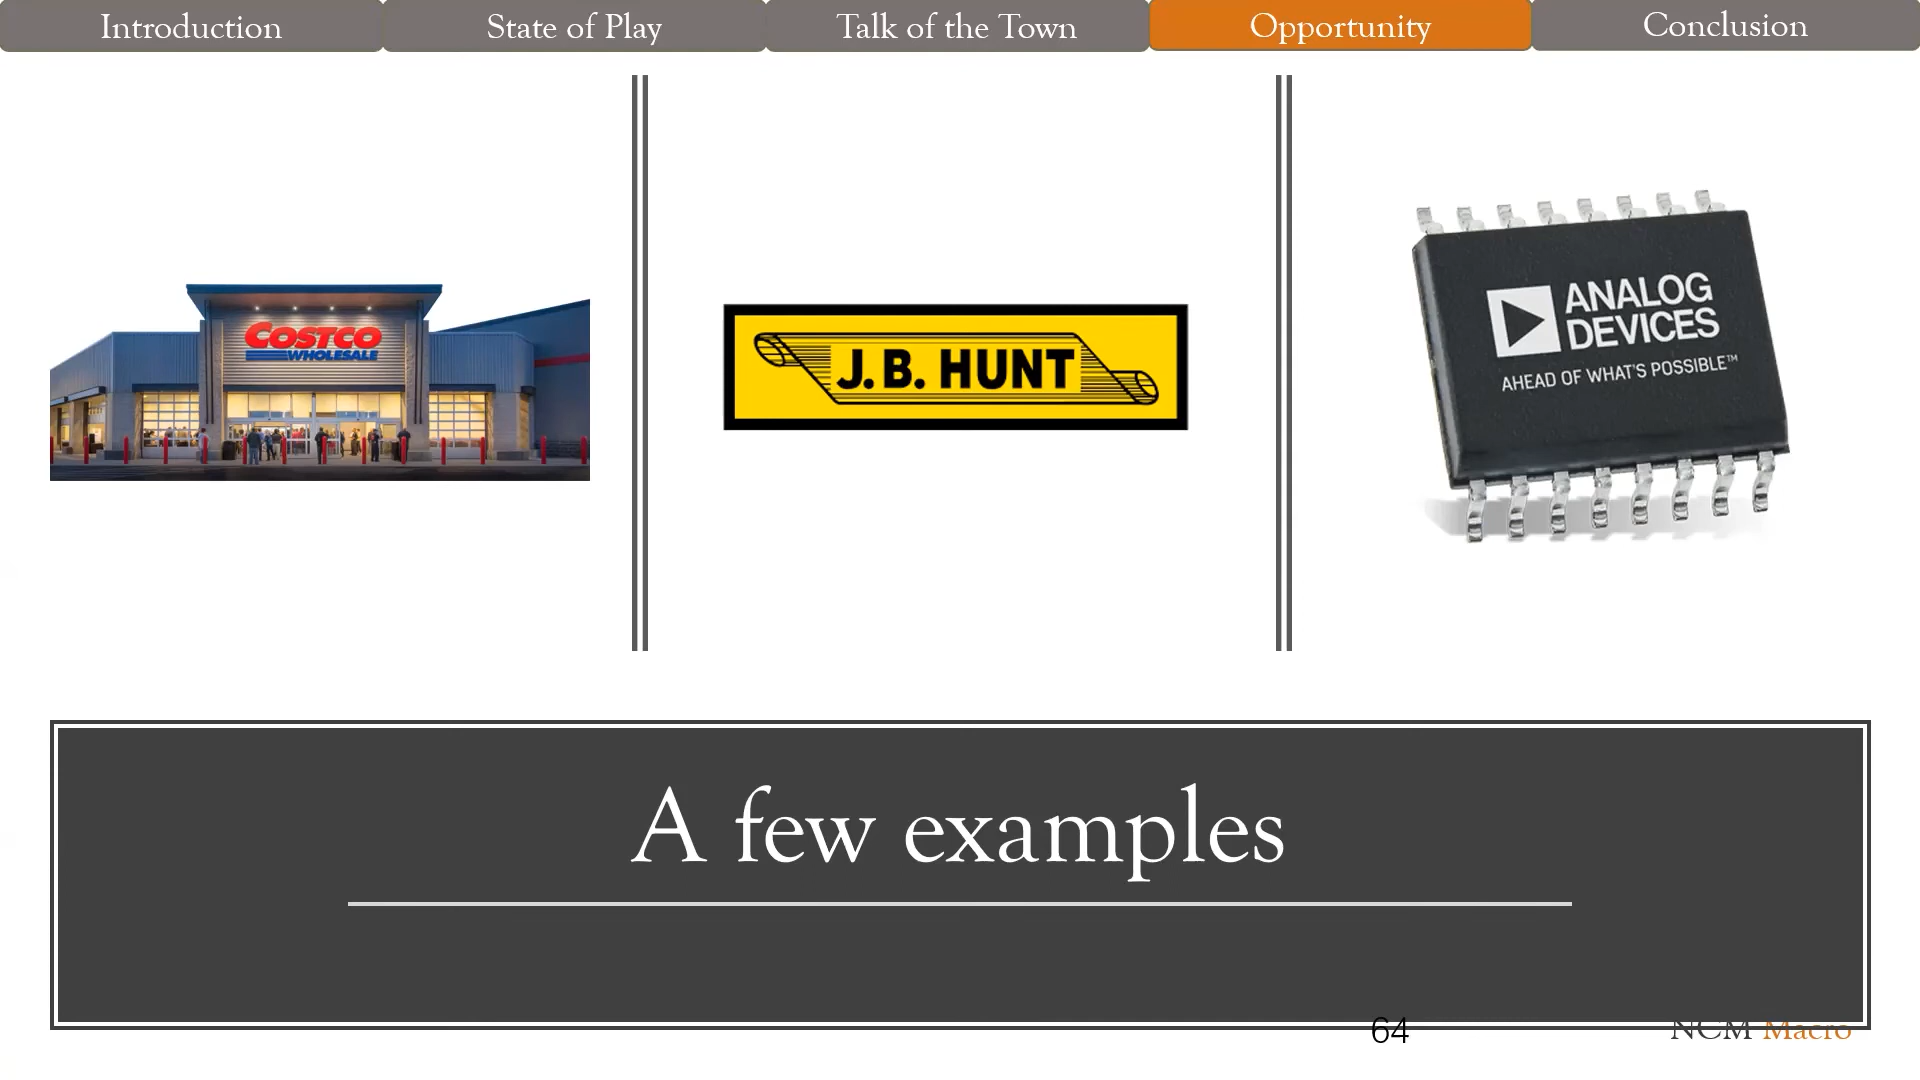 Introduction
State of Play
Talk of the Town
Opportunity
Conclusion
COSTCO
WHOLESALE
J.B. HUNT
ANALOG
DEVICES
AHEAD OF WHAT'S POSSIBLE™
A few examples
64
NCM Macro